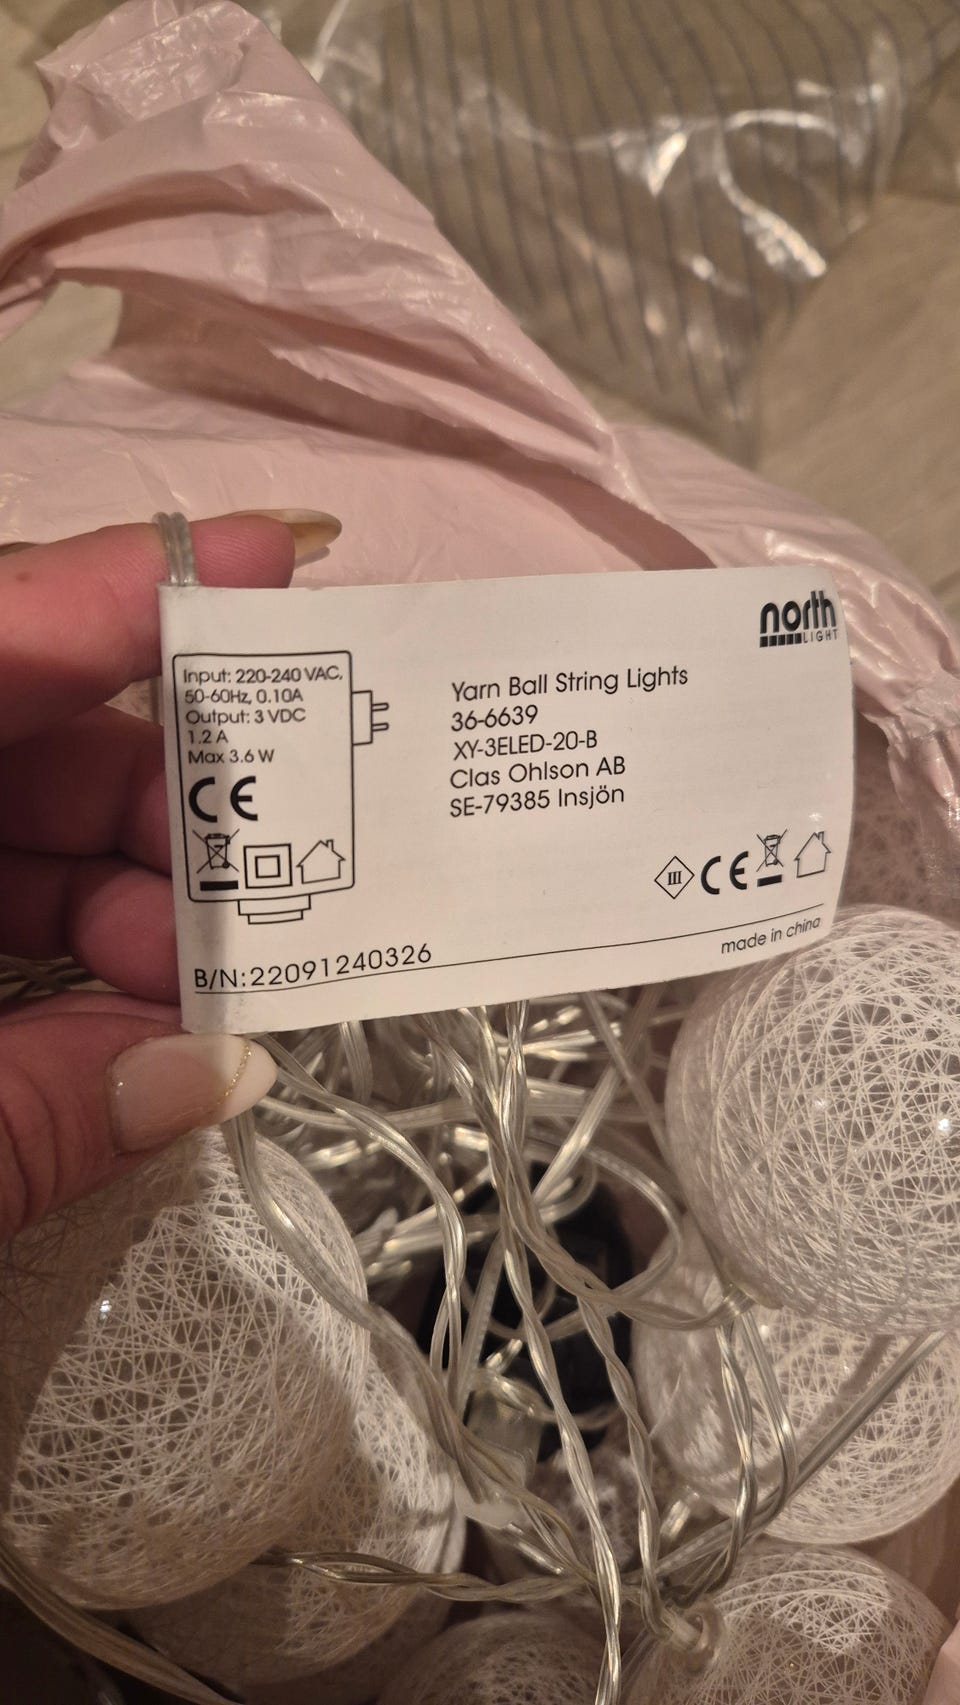 north
LIGHT
Input: 220-240 VAC,
50-60Hz, 0.10A
Output: 3 VDC
1.2 A
Max 3.6 W
CE
Yarn Ball String Lights
36-6639
XY-3ELED-20-B
Clas Ohlson AB
SE-79385 Insjön
III CE
B/N:22091240326
made in china